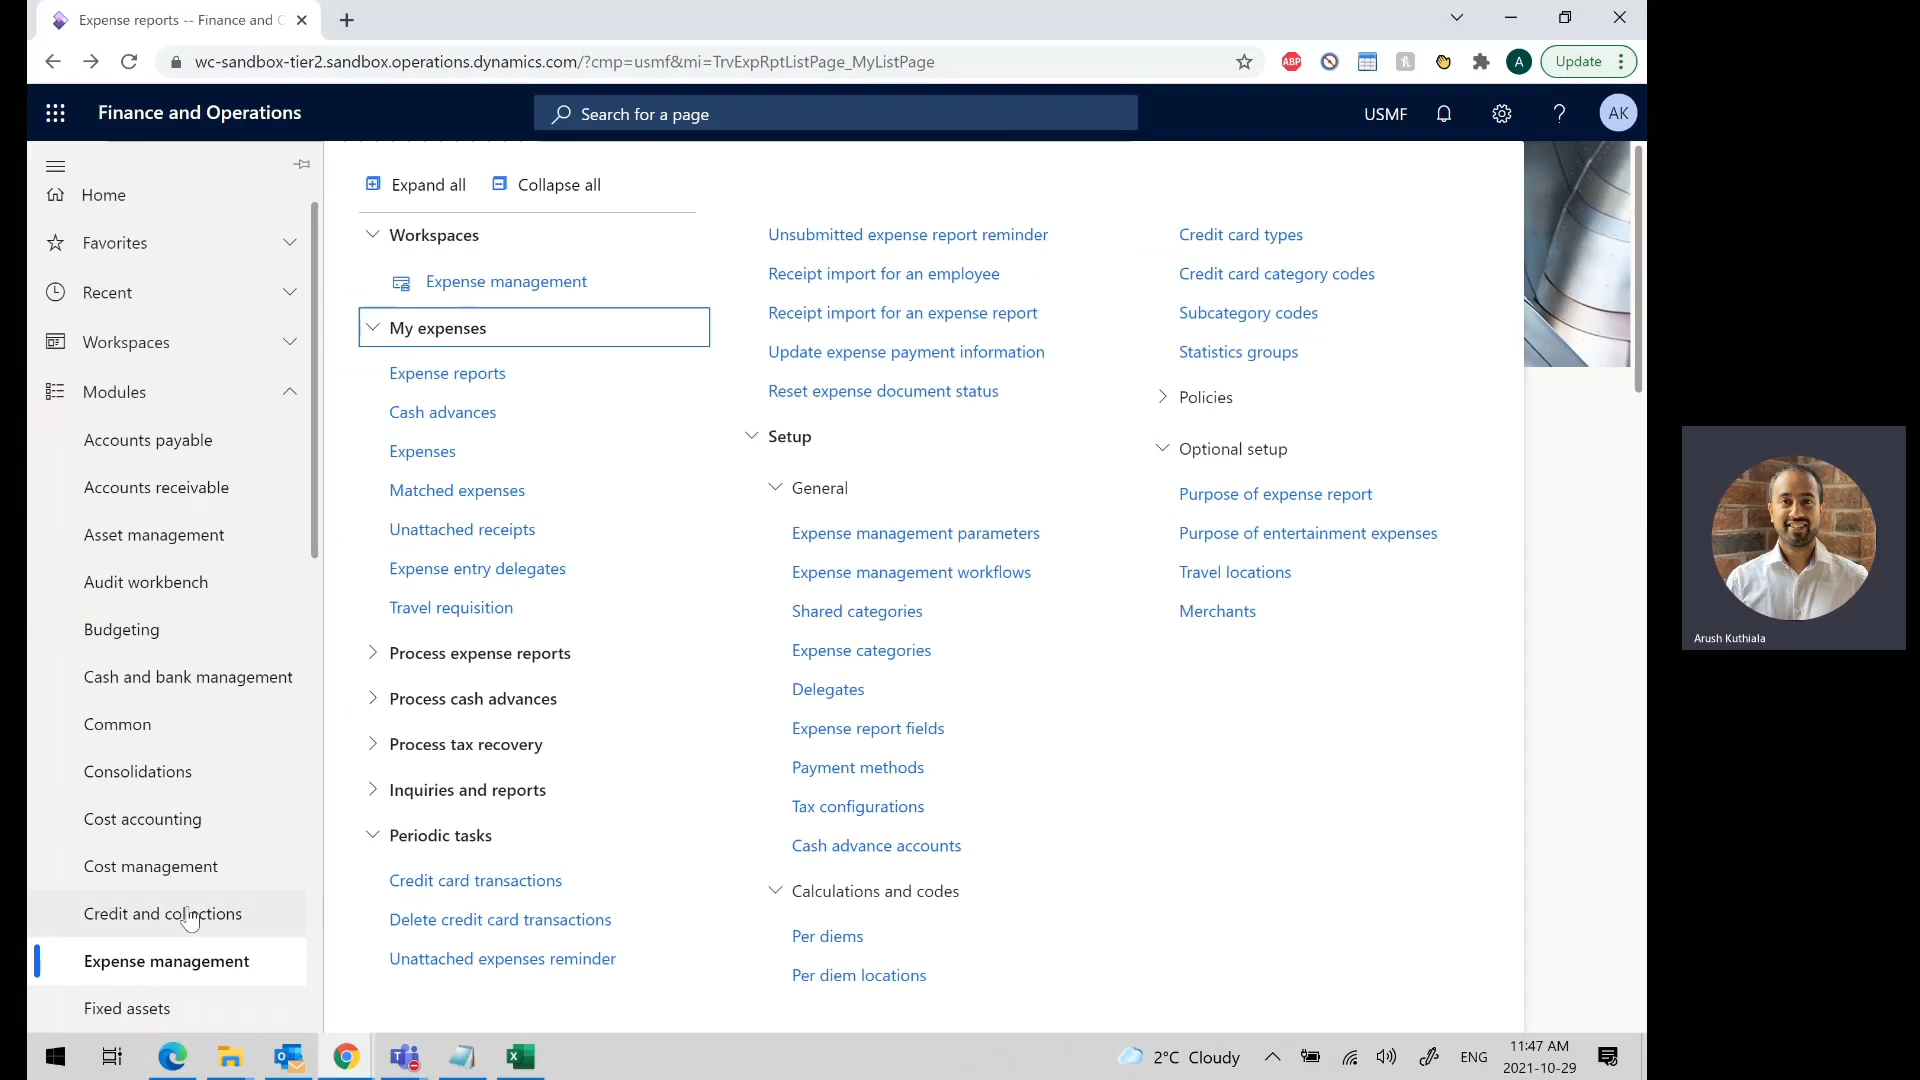 Expense reports -- Finance and O
wc-sandbox-tier2.sandbox.operations.dynamics.com/?cmp=usmf&mi=TrvExpRptListPage_MyListPage
ABP
A
Update
Finance and Operations
Search for a page
USMF
AK
Home
Favorites
Recent
Workspaces
Modules
Accounts payable
Accounts receivable
Asset management
Audit workbench
Budgeting
Cash and bank management
Common
Consolidations
Cost accounting
Cost management
Credit and collections
Expense management
Fixed assets
Expand all
Collapse all
Workspaces
Expense management
My expenses
Expense reports
Cash advances
Expenses
Matched expenses
Unattached receipts
Expense entry delegates
Travel requisition
Process expense reports
Process cash advances
Process tax recovery
Inquiries and reports
Periodic tasks
Credit card transactions
Delete credit card transactions
Unattached expenses reminder
Unsubmitted expense report reminder
Receipt import for an employee
Receipt import for an expense report
Update expense payment information
Reset expense document status
Setup
General
Expense management parameters
Expense management workflows
Shared categories
Expense categories
Delegates
Expense report fields
Payment methods
Tax configurations
Cash advance accounts
Calculations and codes
Per diems
Per diem locations
Credit card types
Credit card category codes
Subcategory codes
Statistics groups
Policies
Optional setup
Purpose of expense report
Purpose of entertainment expenses
Travel locations
Merchants
Arush Kuthiala
2°C Cloudy
ENG
11:47 AM
2021-10-29